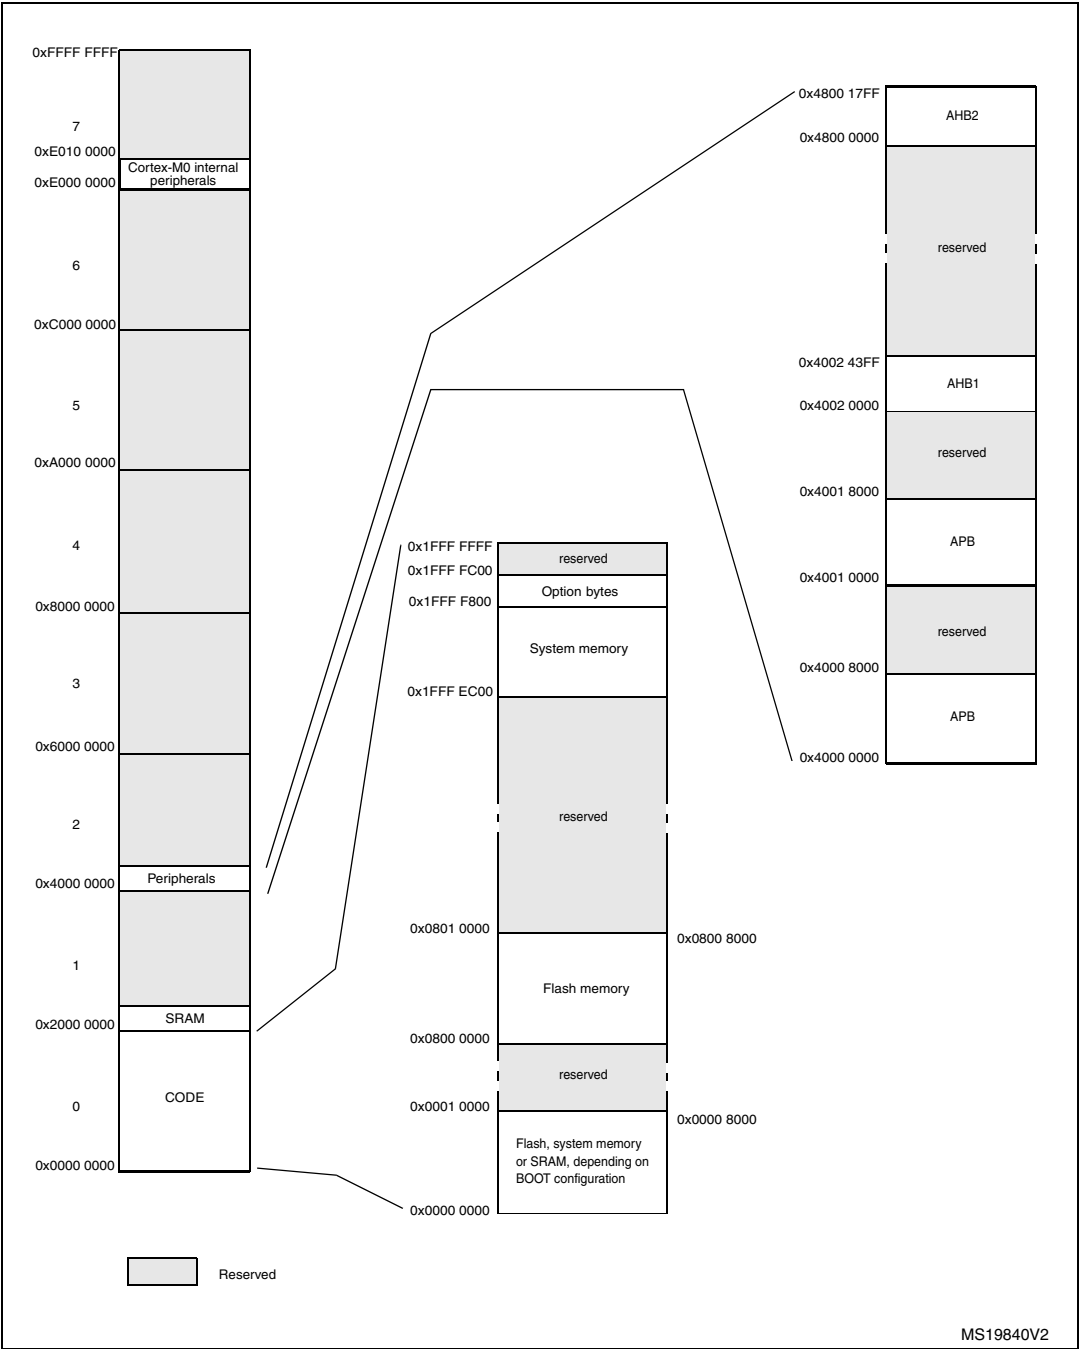 0xFFFF FFFF
7
0xE010 0000
Cortex-M0 internal
peripherals
0xE000 0000
6
0xC000 0000
5
0xA000 0000
4
0x8000 0000
3
0x6000 0000
2
Peripherals
0x4000 0000
1
SRAM
0x2000 0000
CODE
0
0x0000 0000
0x1FFF FFFF
reserved
0x1FFF FC00
Option bytes
0x1FFF F800
System memory
0x1FFF EC00
reserved
0x0801 0000
0x0800 8000
Flash memory
0x0800 0000
reserved
0x0001 0000
0x0000 8000
Flash, system memory
or SRAM, depending on
BOOT configuration
0x0000 0000
0x4800 17FF
AHB2
0x4800 0000
reserved
0x4002 43FF
AHB1
0x4002 0000
reserved
0x4001 8000
APB
0x4001 0000
reserved
0x4000 8000
APB
0x4000 0000
Reserved
MS19840V2